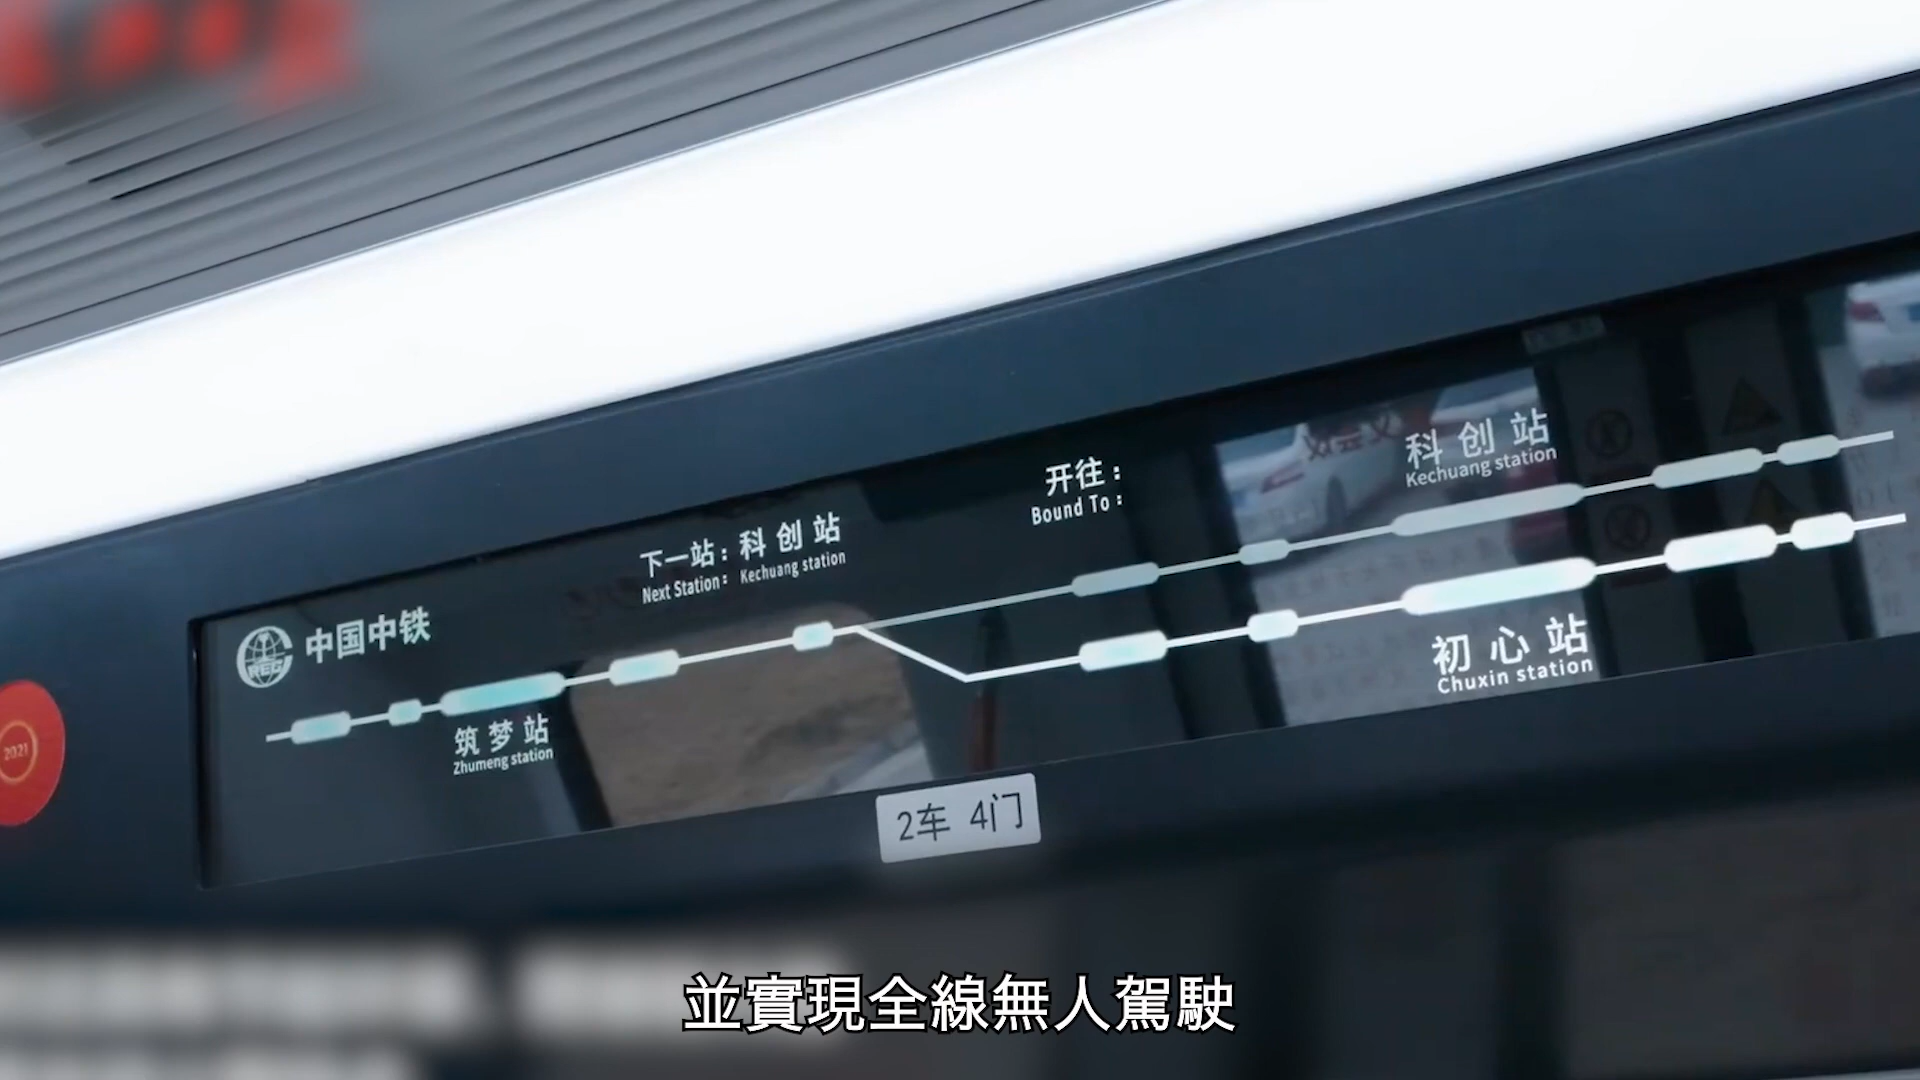 科创站
Kechuang station
开往：
Bound To：
下一站：科创站
Next Station： Kechuang station
CREG
中国中铁
初心站
Chuxin station
筑梦站
Zhumeng station
2021
2车 4门
並實現全線無人駕駛